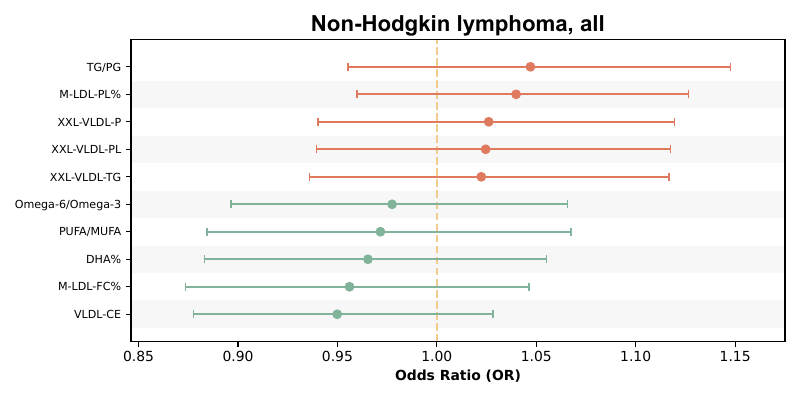 Non-Hodgkin lymphoma, all
TG/PG
M-LDL-PL%
XXL-VLDL-P
XXL-VLDL-PL
XXL-VLDL-TG
Omega-6/Omega-3
PUFA/MUFA
DHA%
M-LDL-FC%
VLDL-CE
0.85 0.90 0.95 1.00 1.05 1.10 1.15
Odds Ratio (OR)